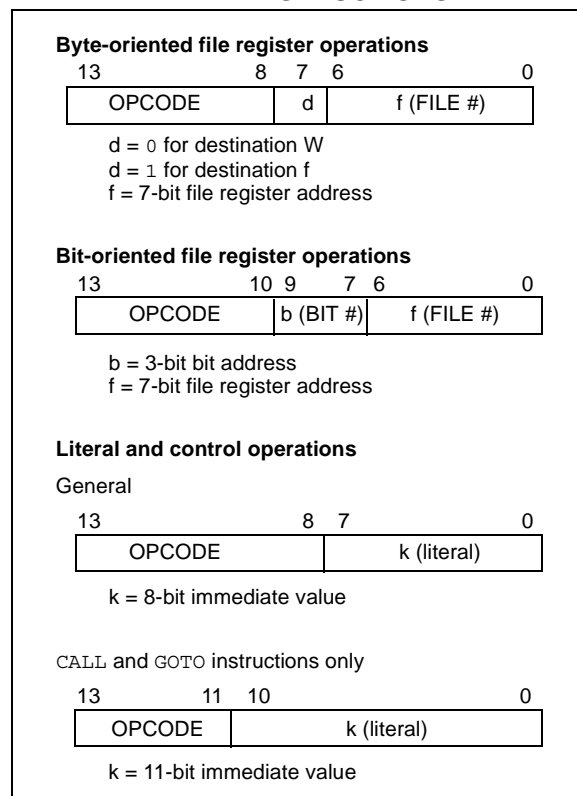 Byte-oriented file register operations
13 8 7 6 0
OPCODE d f (FILE #)
d = 0 for destination W
d = 1 for destination f
f = 7-bit file register address
Bit-oriented file register operations
13 10 9 7 6 0
OPCODE b (BIT #) f (FILE #)
b = 3-bit bit address
f = 7-bit file register address
Literal and control operations
General
13 8 7 0
OPCODE k (literal)
k = 8-bit immediate value
CALL and GOTO instructions only
13 11 10 0
OPCODE k (literal)
k = 11-bit immediate value